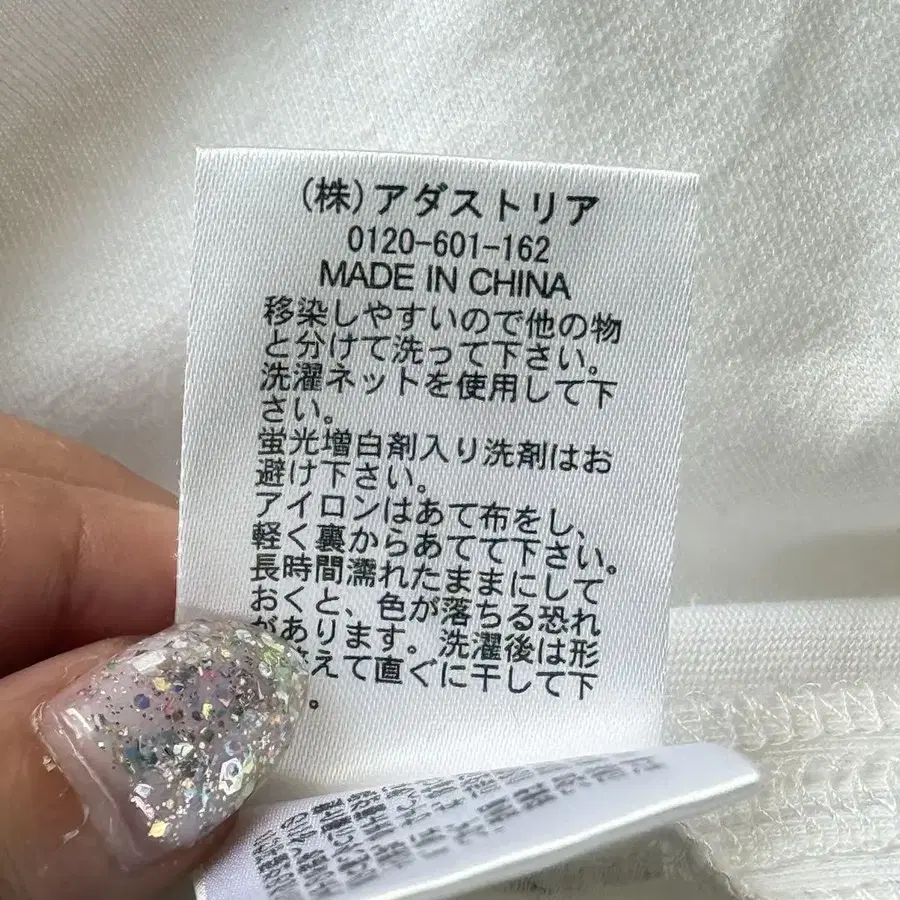 (株)アダストリア
0120-601-162
MADE IN CHINA
移染しやすいので他の物
と分けて洗って下さい。
洗濯ネットを使用して下
さい。
蛍光増白剤入り洗剤はお
避け下さい。
アイロンはあて布をし、
軽く裏からあてて下さい。
長時間濡れたままにして
おくと、色が落ちる恐れ
があります。洗濯後は形
えて直ぐに干して下
。